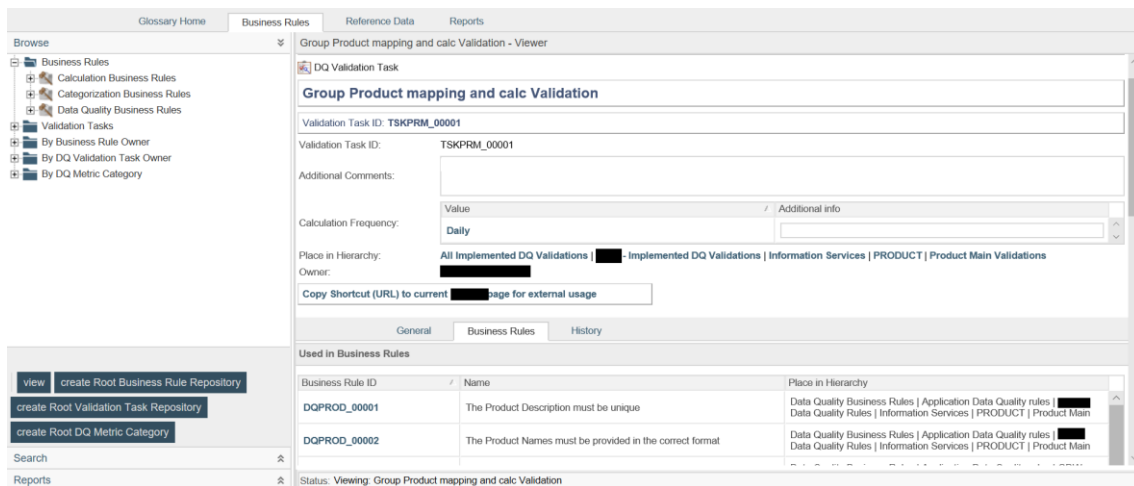 Glossary Home
Business Rules
Reference Data
Reports
Browse
Business Rules
Calculation Business Rules
Categorization Business Rules
Data Quality Business Rules
Validation Tasks
By Business Rule Owner
By DQ Validation Task Owner
By DQ Metric Category
view
create Root Business Rule Repository
create Root Validation Task Repository
create Root DQ Metric Category
Search
Reports
Group Product mapping and calc Validation - Viewer
DQ Validation Task
Group Product mapping and calc Validation
Validation Task ID: TSKPRM_00001
Validation Task ID: TSKPRM_00001
Additional Comments:
Calculation Frequency:
Value / Additional info
Daily
Place in Hierarchy: All Implemented DQ Validations | - Implemented DQ Validations | Information Services | PRODUCT | Product Main Validations
Owner:
Copy Shortcut (URL) to current page for external usage
General
Business Rules
History
Used in Business Rules
Business Rule ID / Name Place in Hierarchy
DQPROD_00001 The Product Description must be unique Data Quality Business Rules | Application Data Quality rules |
Data Quality Rules | Information Services | PRODUCT | Product Main
DQPROD_00002 The Product Names must be provided in the correct format Data Quality Business Rules | Application Data Quality rules |
Data Quality Rules | Information Services | PRODUCT | Product Main
Status: Viewing: Group Product mapping and calc Validation